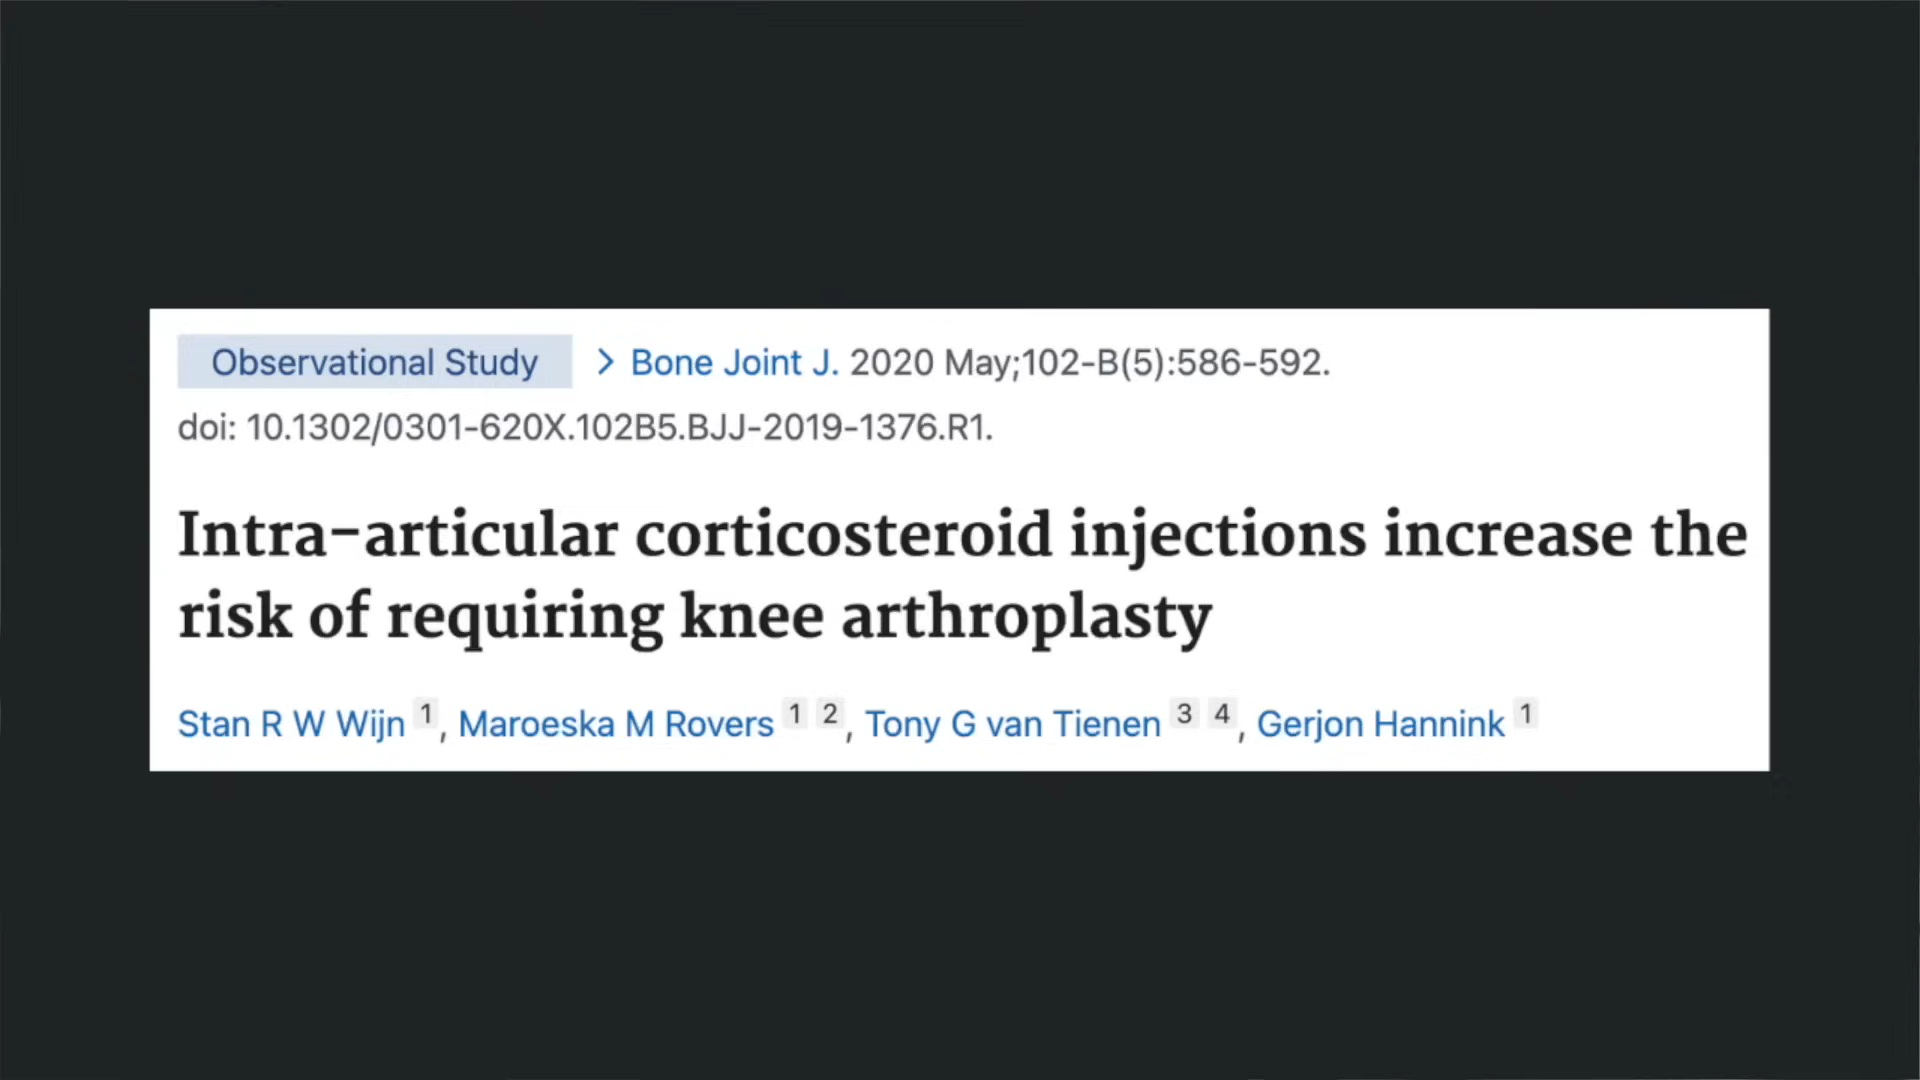 Observational Study > Bone Joint J. 2020 May;102-B(5):586-592.
doi: 10.1302/0301-620X.102B5.BJJ-2019-1376.R1.
Intra-articular corticosteroid injections increase the
risk of requiring knee arthroplasty
Stan R W Wijn 1, Maroeska M Rovers 1 2, Tony G van Tienen 3 4, Gerjon Hannink 1